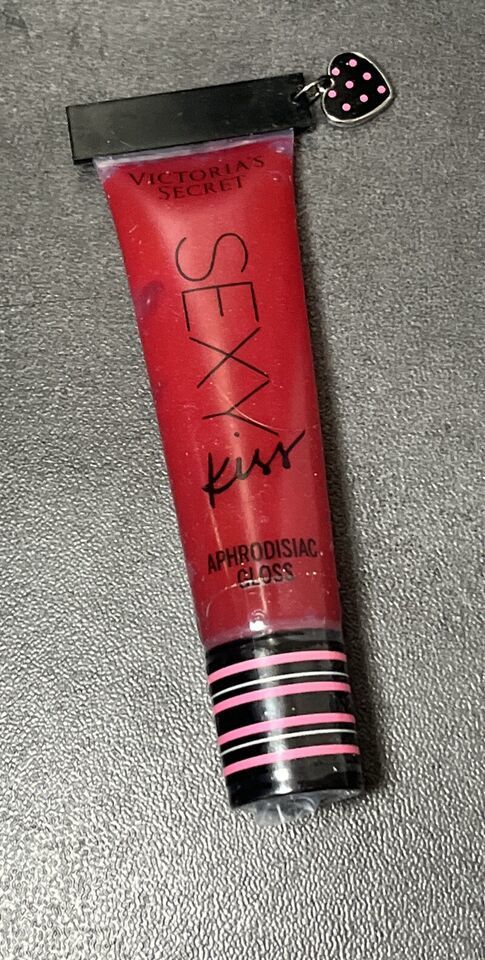 VICTORIA'S
SECRET
SEXY
kiss
APHRODISIAC
GLOSS